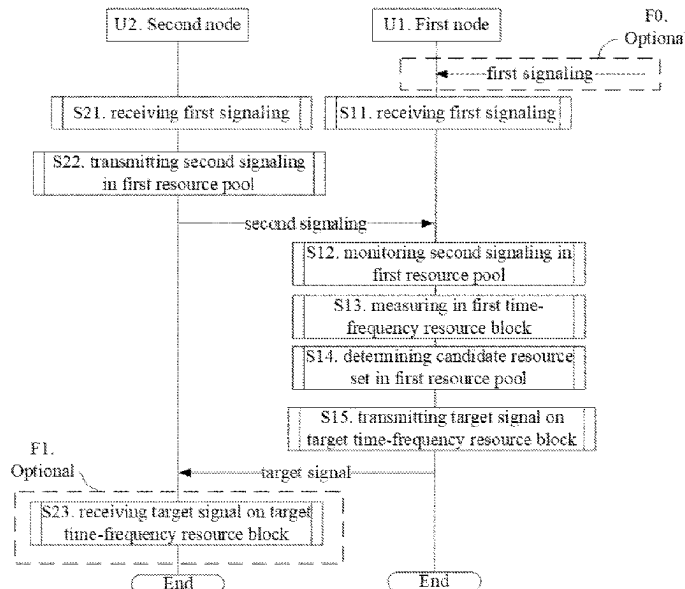 U2. Second node
U1. First node
F0.
Optional
first signaling
S21. receiving first signaling
S11. receiving first signaling
S22. transmitting second signaling
in first resource pool
second signaling
S12. monitoring second signaling in
first resource pool
S13. measuring in first time-
frequency resource block
S14. determining candidate resource
set in first resource pool
S15. transmitting target signal on
target time-frequency resource block
F1.
Optional
target signal
S23. receiving target signal on target
time-frequency resource block
End
End